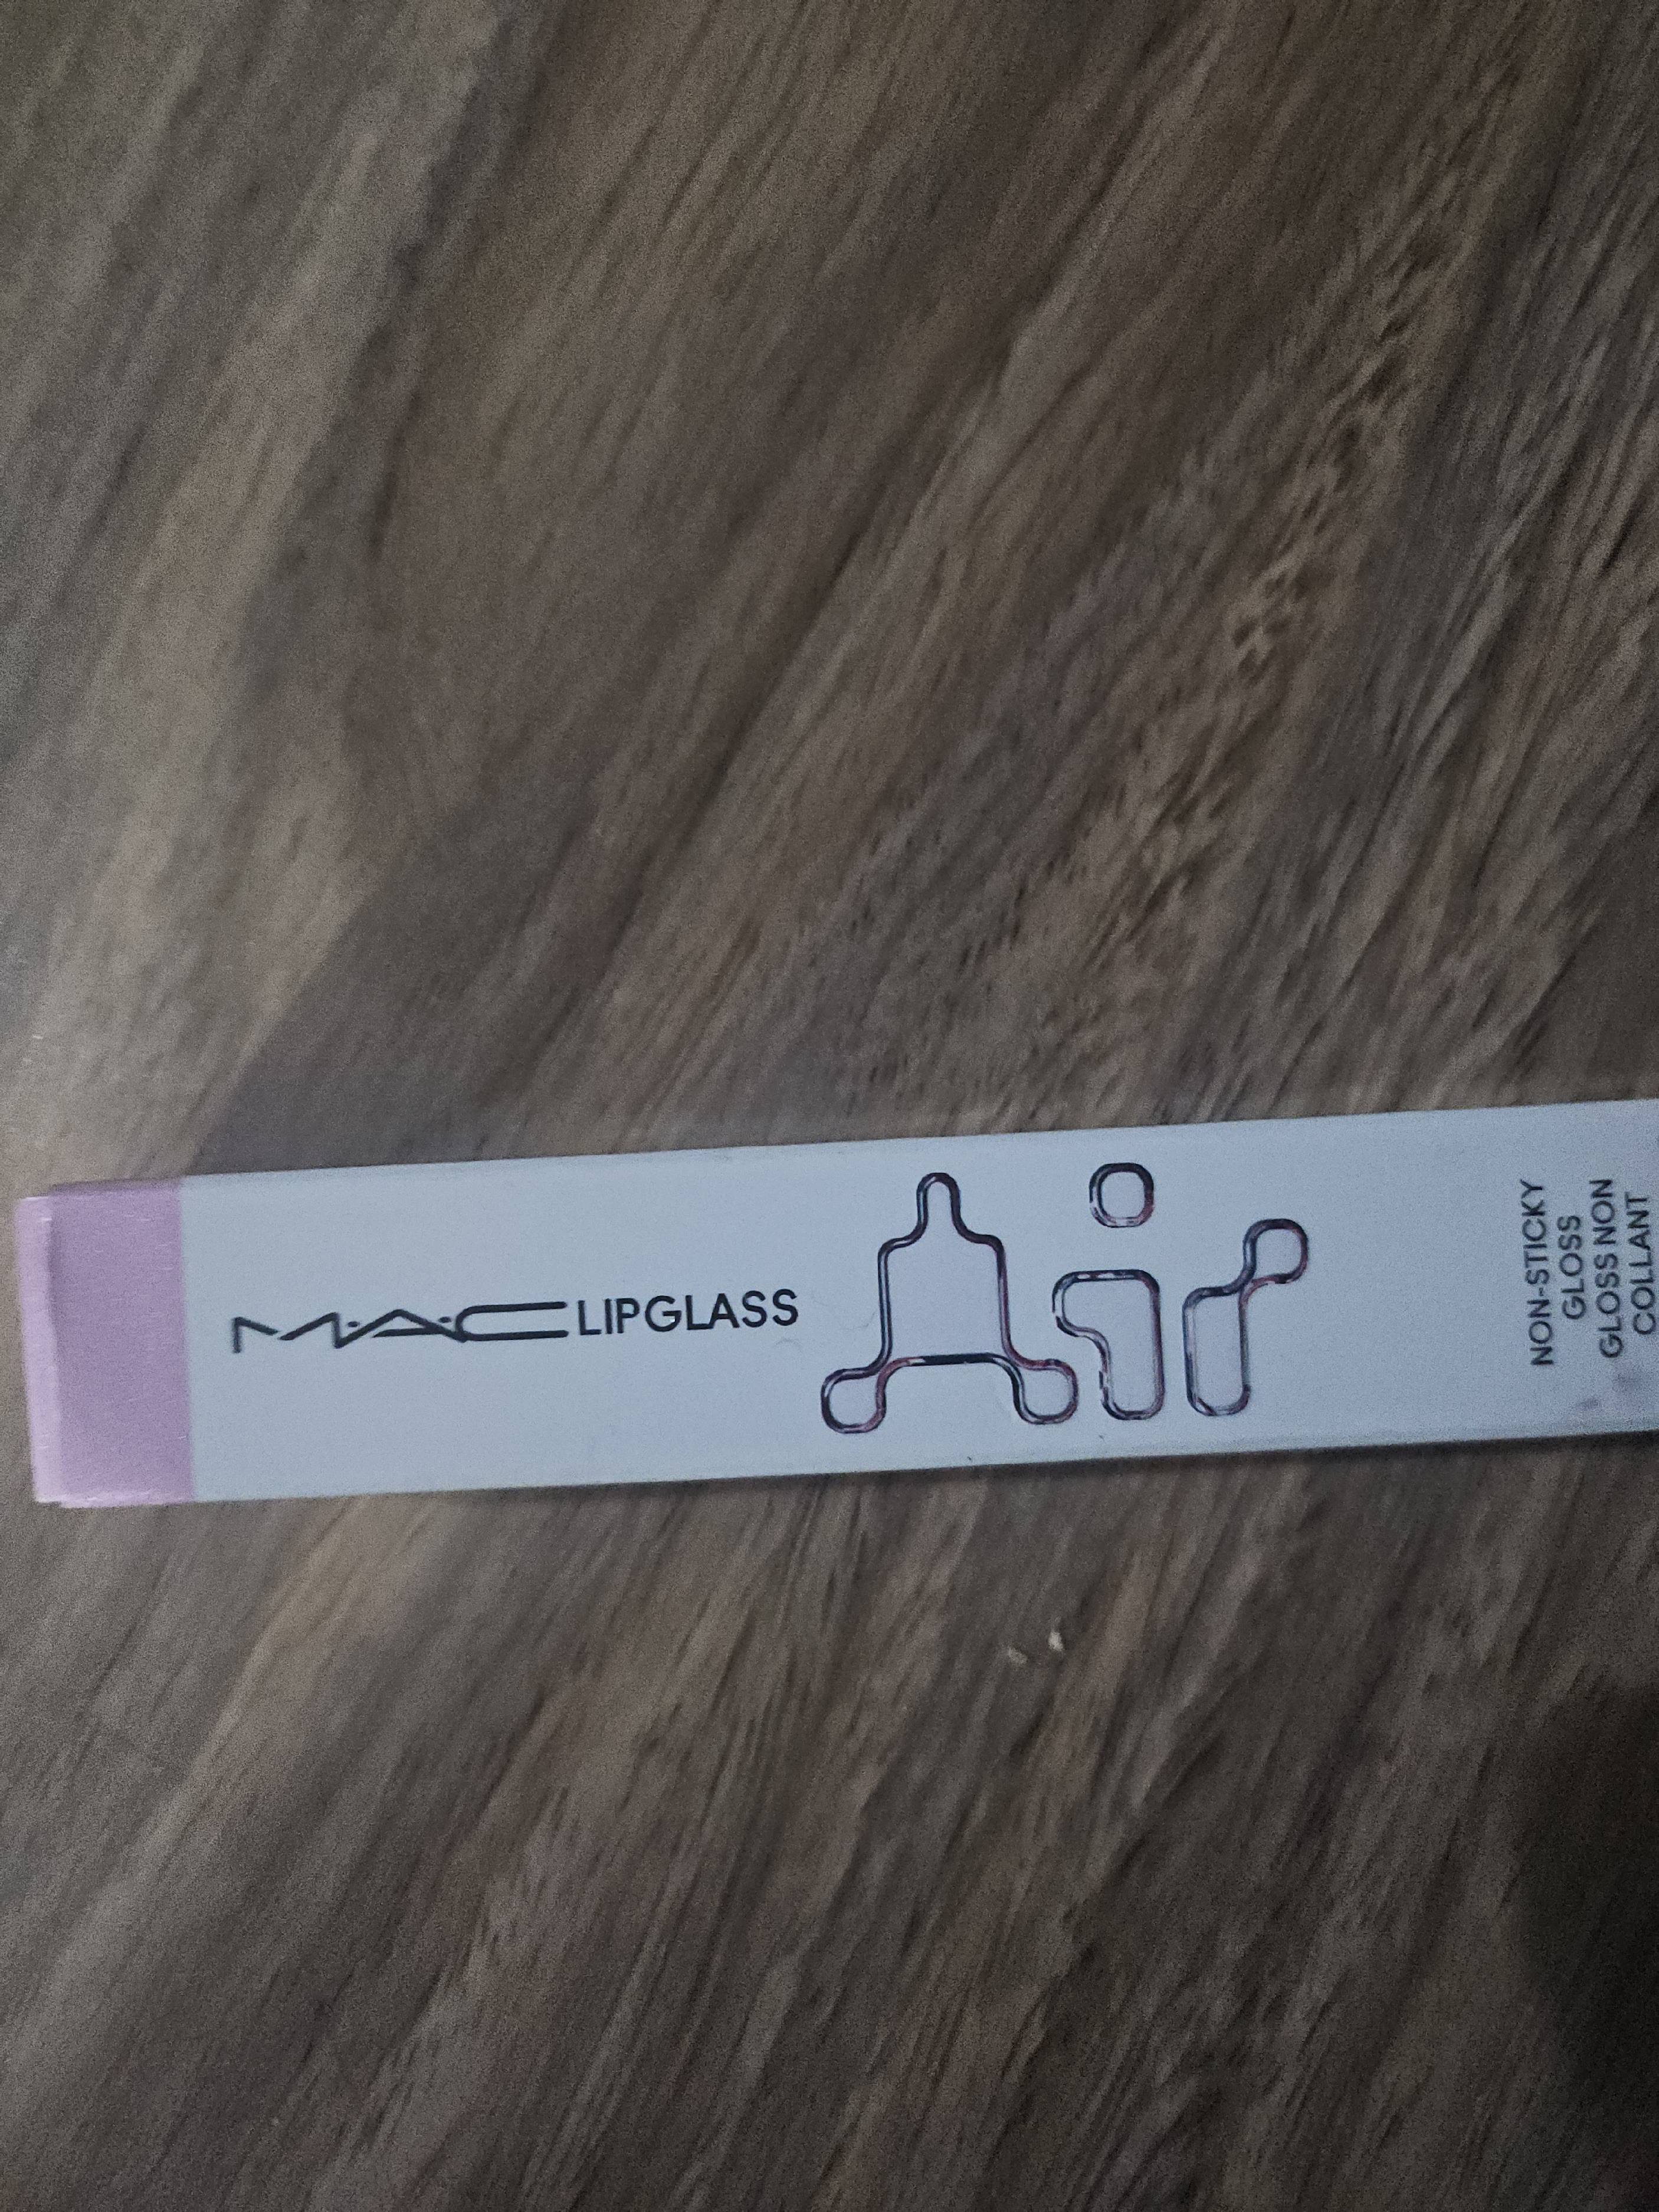 MAC LIPGLASS Air
NON-STICKY
GLOSS
GLOSS NON
COLLANT